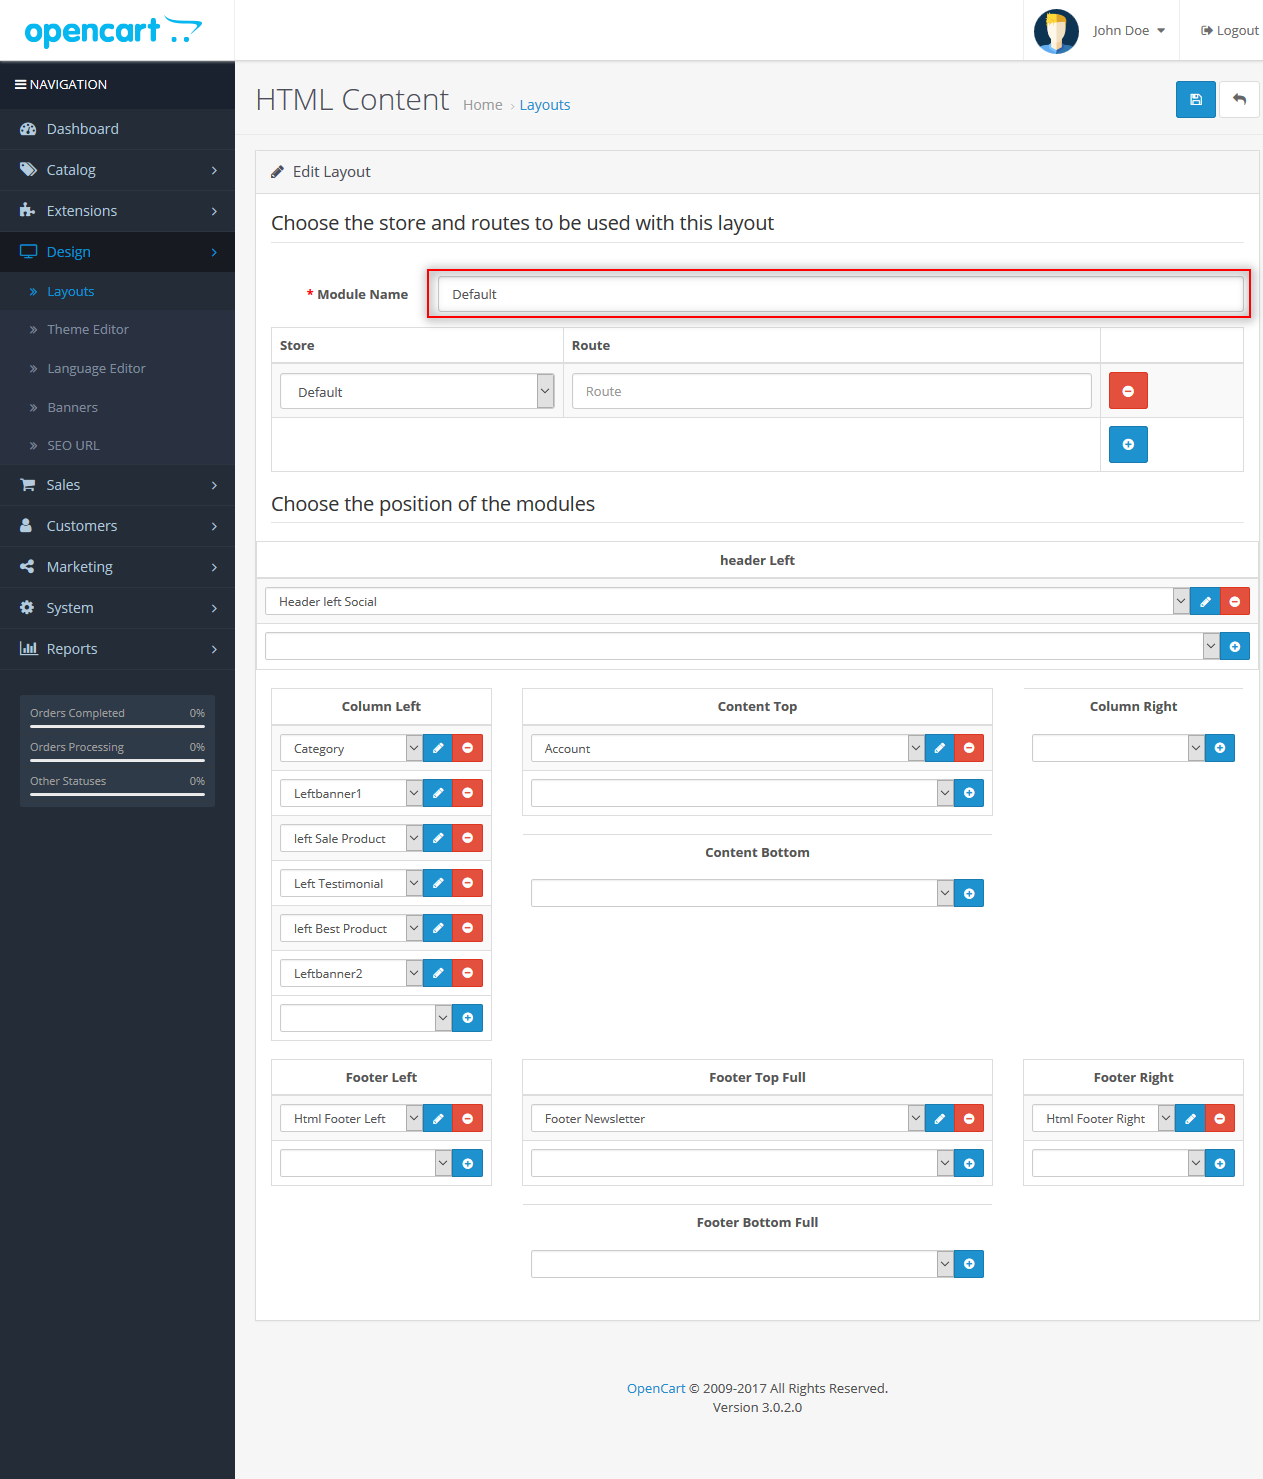 opencart
John Doe
Logout
NAVIGATION
Dashboard
Catalog
Extensions
Design
Layouts
Theme Editor
Language Editor
Banners
SEO URL
Sales
Customers
Marketing
System
Reports
Orders Completed 0%
Orders Processing 0%
Other Statuses 0%
HTML Content Home › Layouts
Edit Layout
Choose the store and routes to be used with this layout
* Module Name Default
Store Route
Default Route
Choose the position of the modules
header Left
Header left Social
Column Left
Category
Leftbanner1
left Sale Product
Left Testimonial
left Best Product
Leftbanner2
Content Top
Account
Content Bottom
Column Right
Footer Left
Html Footer Left
Footer Top Full
Footer Newsletter
Footer Right
Html Footer Right
Footer Bottom Full
OpenCart © 2009-2017 All Rights Reserved.
Version 3.0.2.0